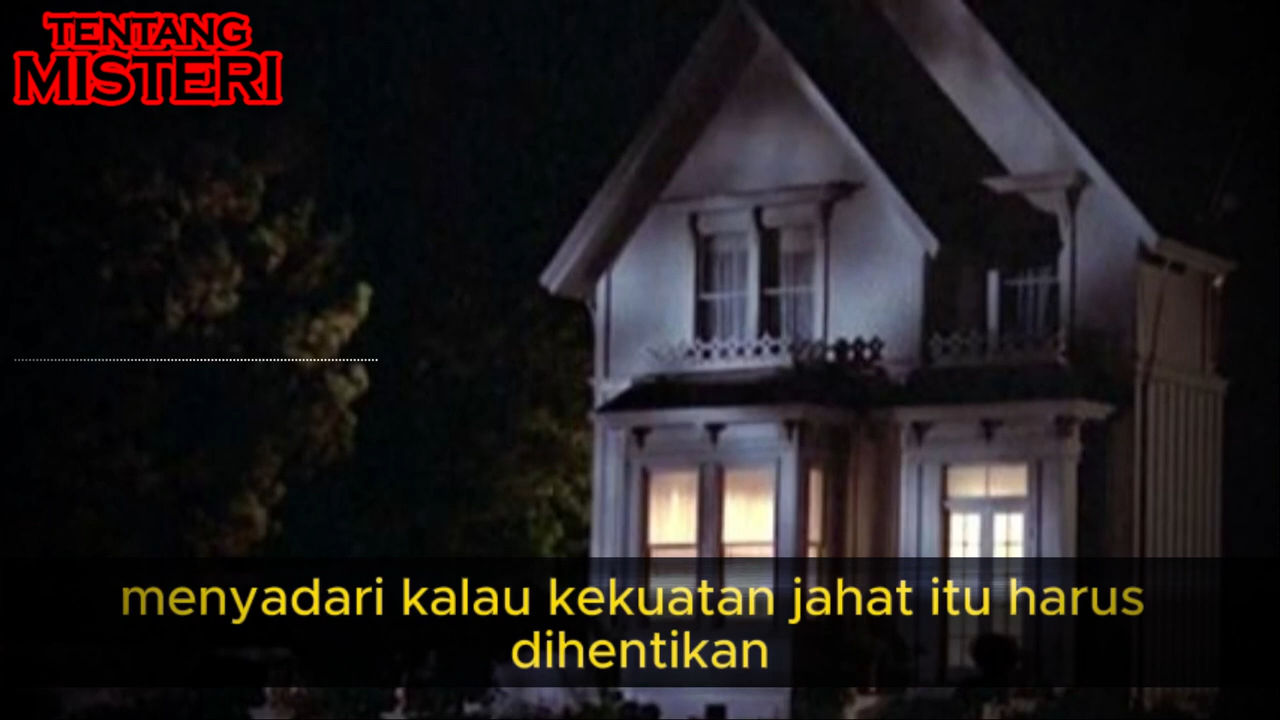 TENTANG
MISTERI
menyadari kalau kekuatan jahat itu harus
dihentikan